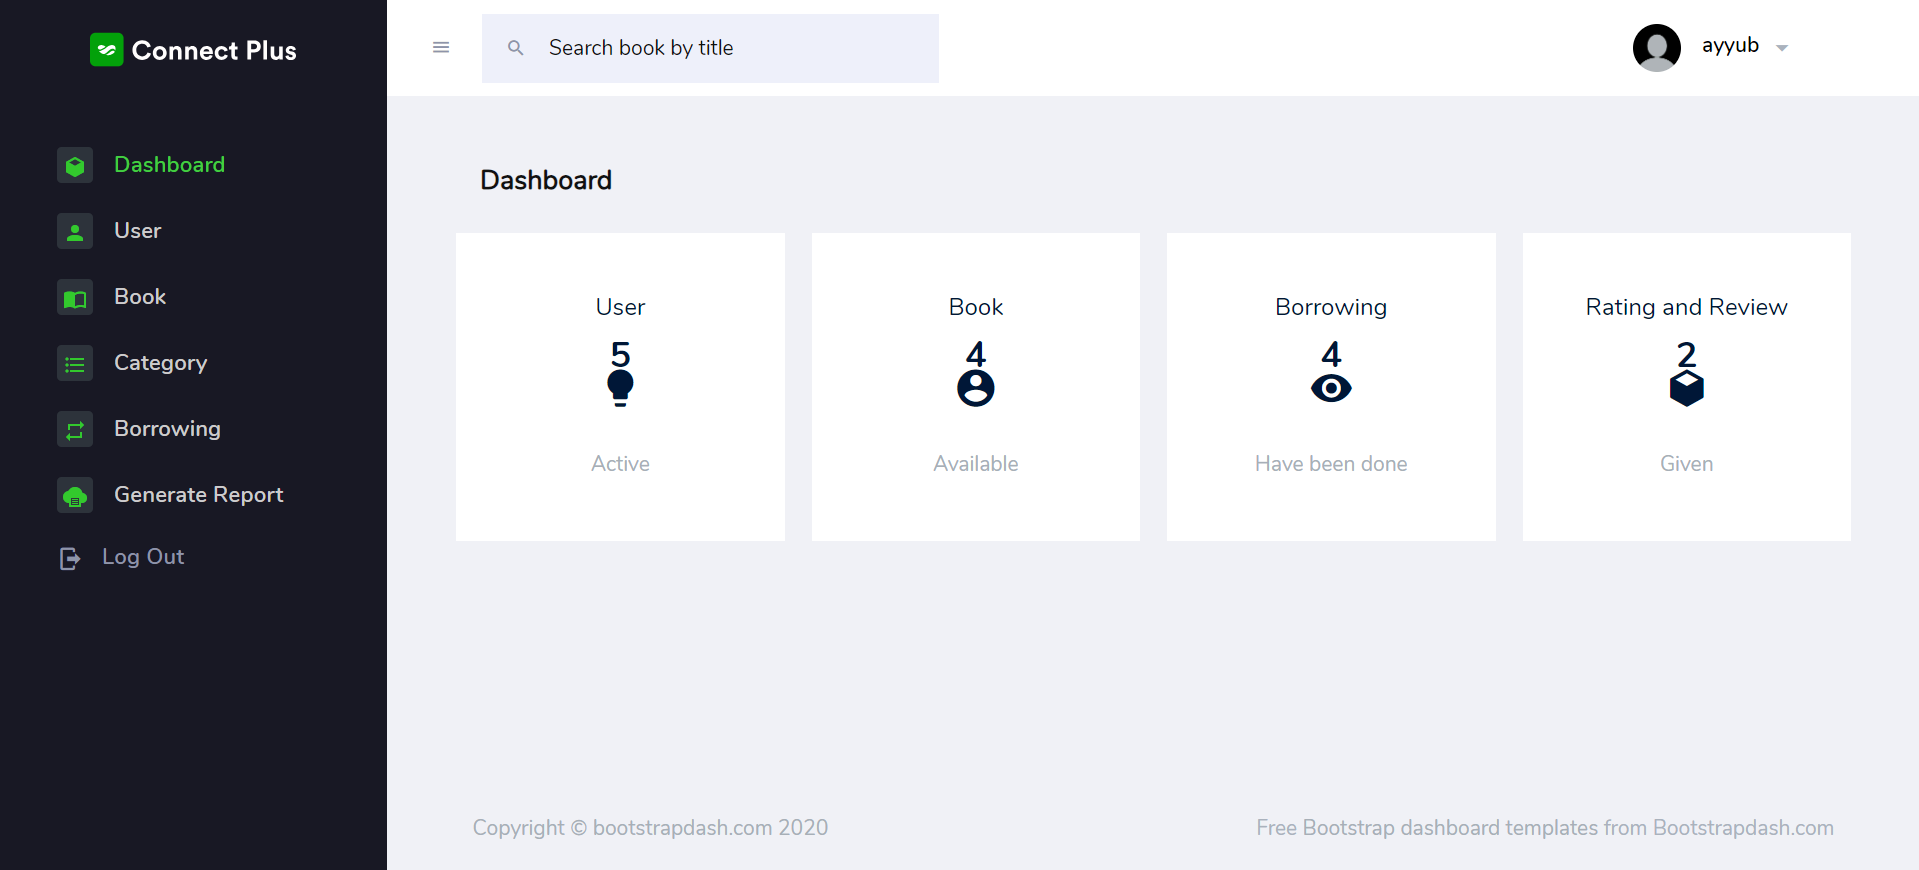 Connect Plus
Search book by title
ayyub
Dashboard
User
Book
Category
Borrowing
Generate Report
Log Out
Dashboard
User
5
Active
Book
4
Available
Borrowing
4
Have been done
Rating and Review
2
Given
Copyright © bootstrapdash.com 2020
Free Bootstrap dashboard templates from Bootstrapdash.com